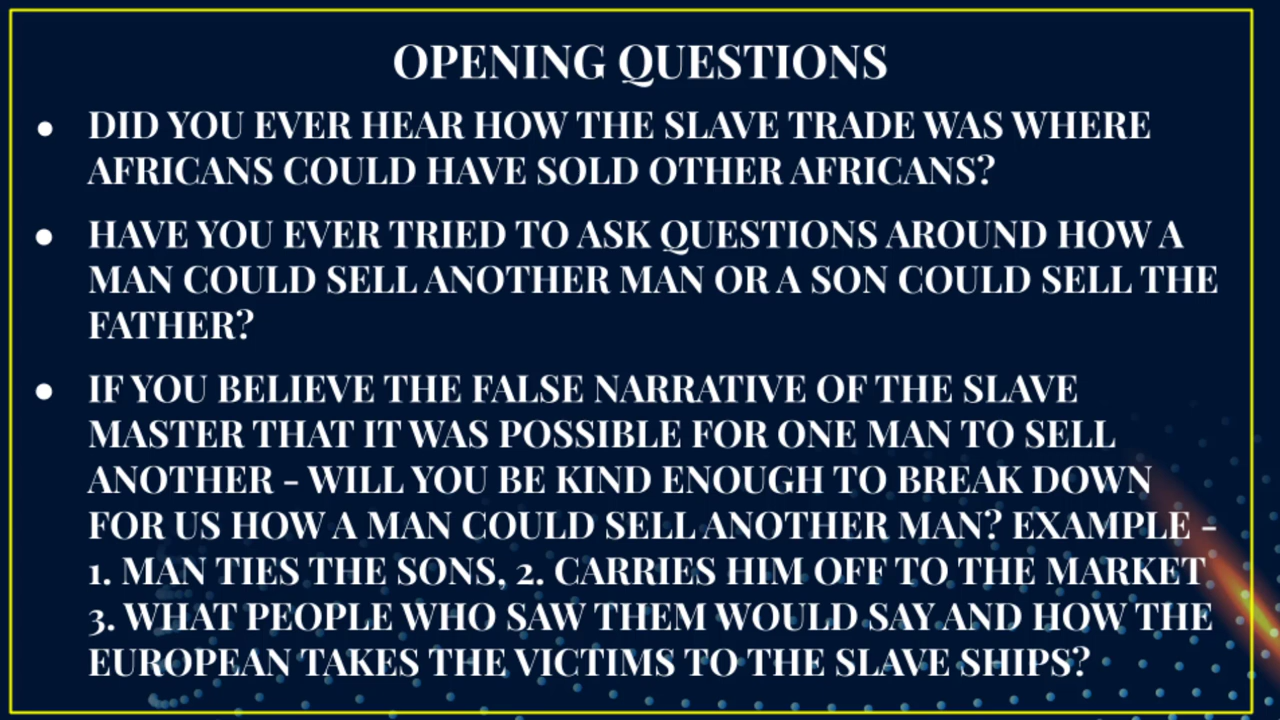 OPENING QUESTIONS
● DID YOU EVER HEAR HOW THE SLAVE TRADE WAS WHERE
AFRICANS COULD HAVE SOLD OTHER AFRICANS?
● HAVE YOU EVER TRIED TO ASK QUESTIONS AROUND HOW A
MAN COULD SELL ANOTHER MAN OR A SON COULD SELL THE
FATHER?
● IF YOU BELIEVE THE FALSE NARRATIVE OF THE SLAVE
MASTER THAT IT WAS POSSIBLE FOR ONE MAN TO SELL
ANOTHER - WILL YOU BE KIND ENOUGH TO BREAK DOWN
FOR US HOW A MAN COULD SELL ANOTHER MAN? EXAMPLE -
1. MAN TIES THE SONS, 2. CARRIES HIM OFF TO THE MARKET
3. WHAT PEOPLE WHO SAW THEM WOULD SAY AND HOW THE
EUROPEAN TAKES THE VICTIMS TO THE SLAVE SHIPS?